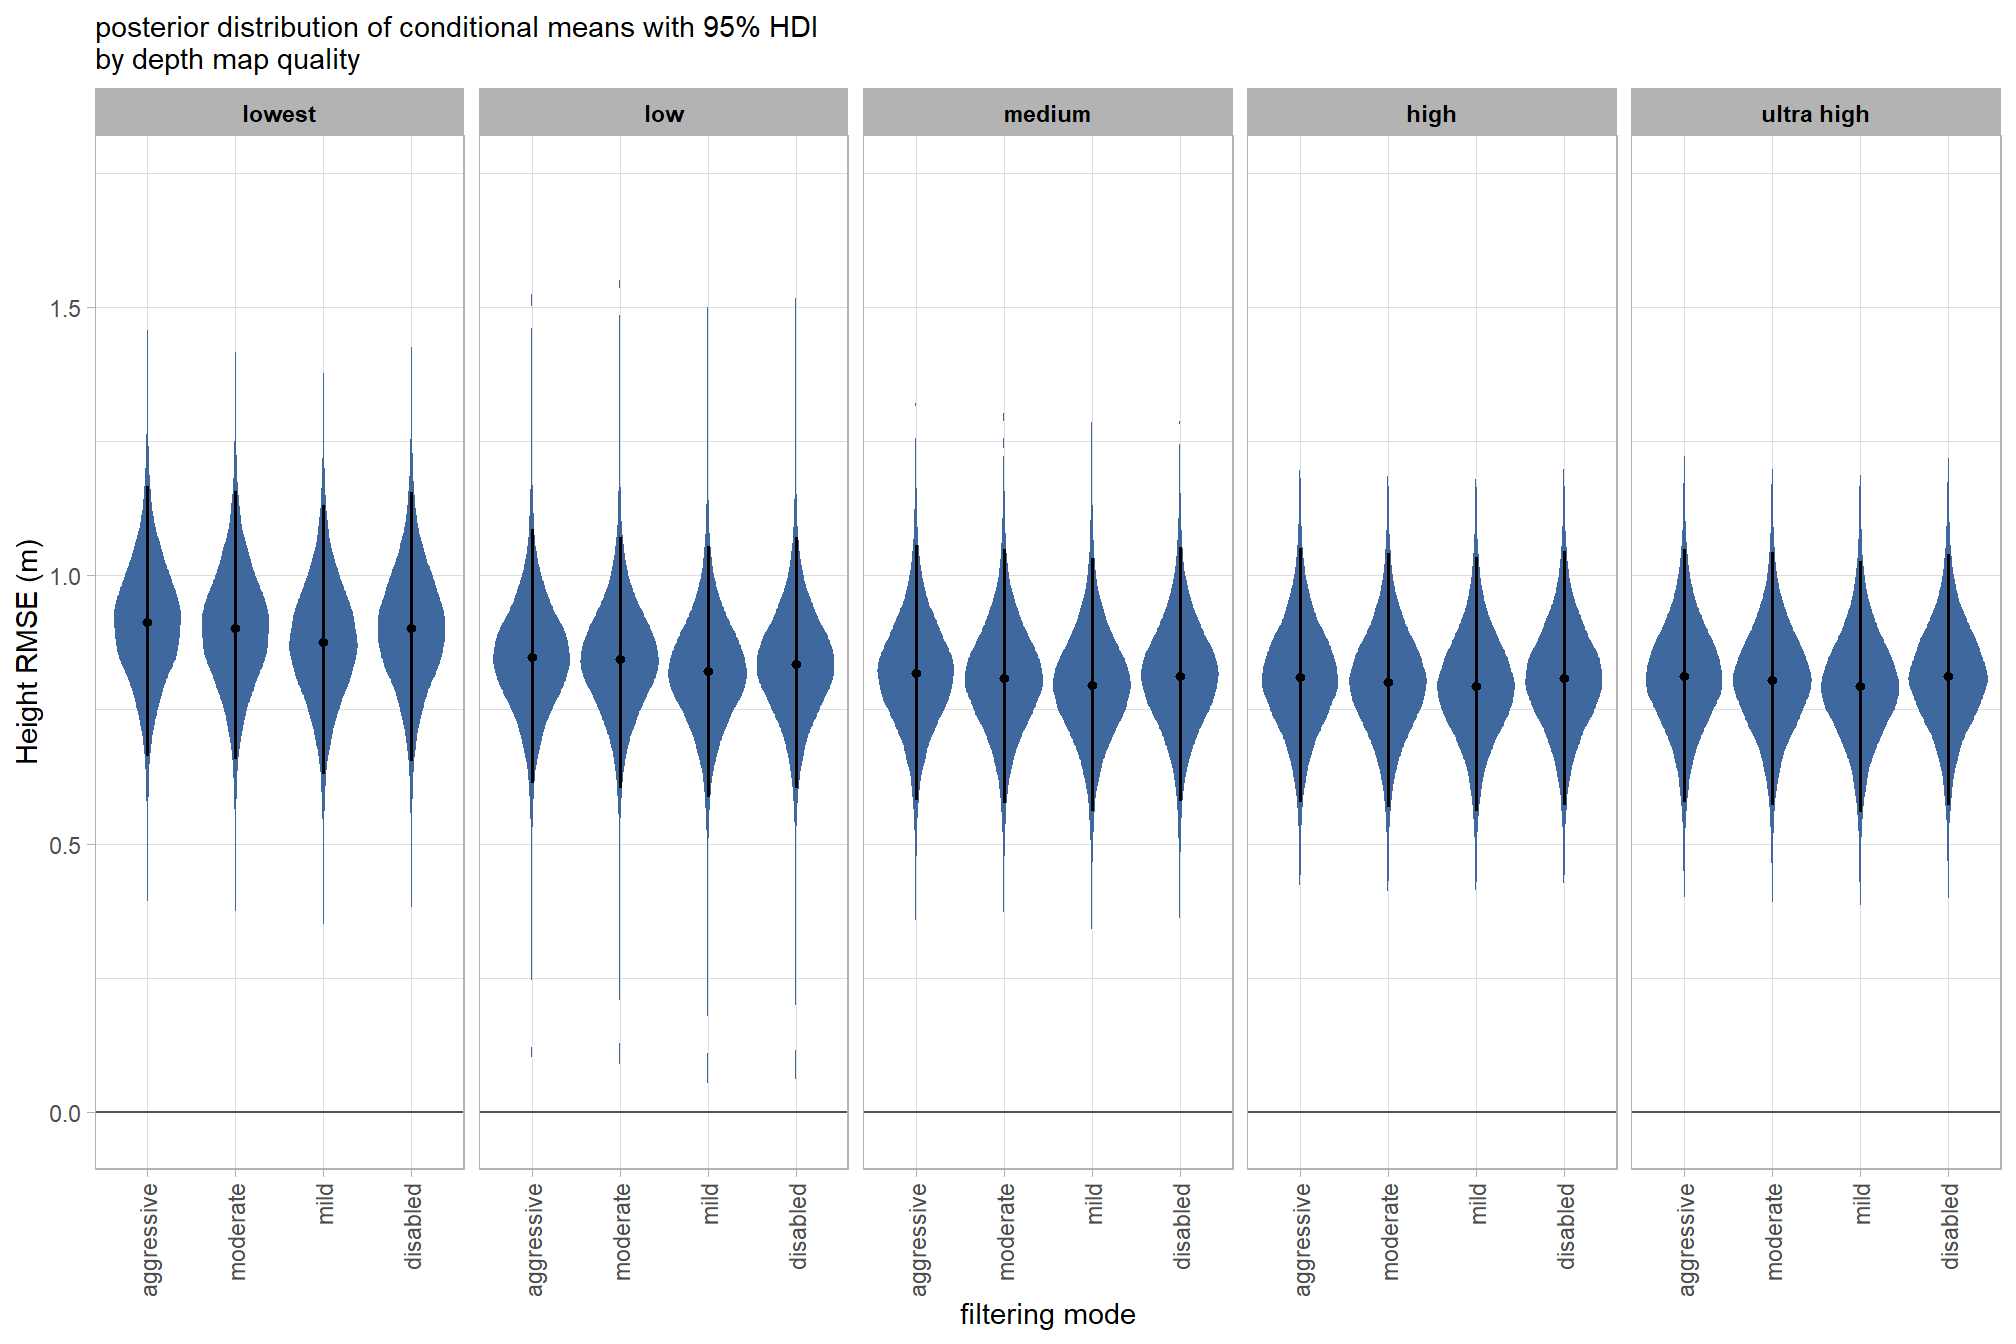 posterior distribution of conditional means with 95% HDI
by depth map quality
lowest
low
medium
high
ultra high
Height RMSE (m)
1.5
1.0
0.5
0.0
aggressive
moderate
mild
disabled
aggressive
moderate
mild
disabled
aggressive
moderate
mild
disabled
aggressive
moderate
mild
disabled
aggressive
moderate
mild
disabled
filtering mode